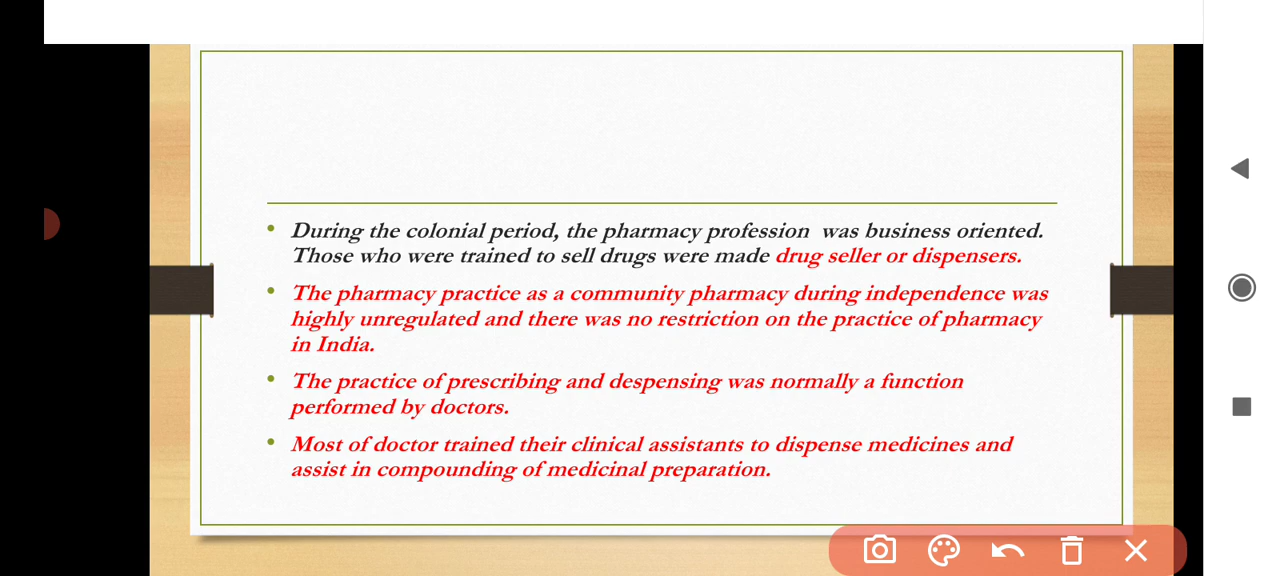 During the colonial period, the pharmacy profession was business oriented.
Those who were trained to sell drugs were made drug seller or dispensers.
The pharmacy practice as a community pharmacy during independence was
highly unregulated and there was no restriction on the practice of pharmacy
in India.
The practice of prescribing and despensing was normally a function
performed by doctors.
Most of doctor trained their clinical assistants to dispense medicines and
assist in compounding of medicinal preparation.